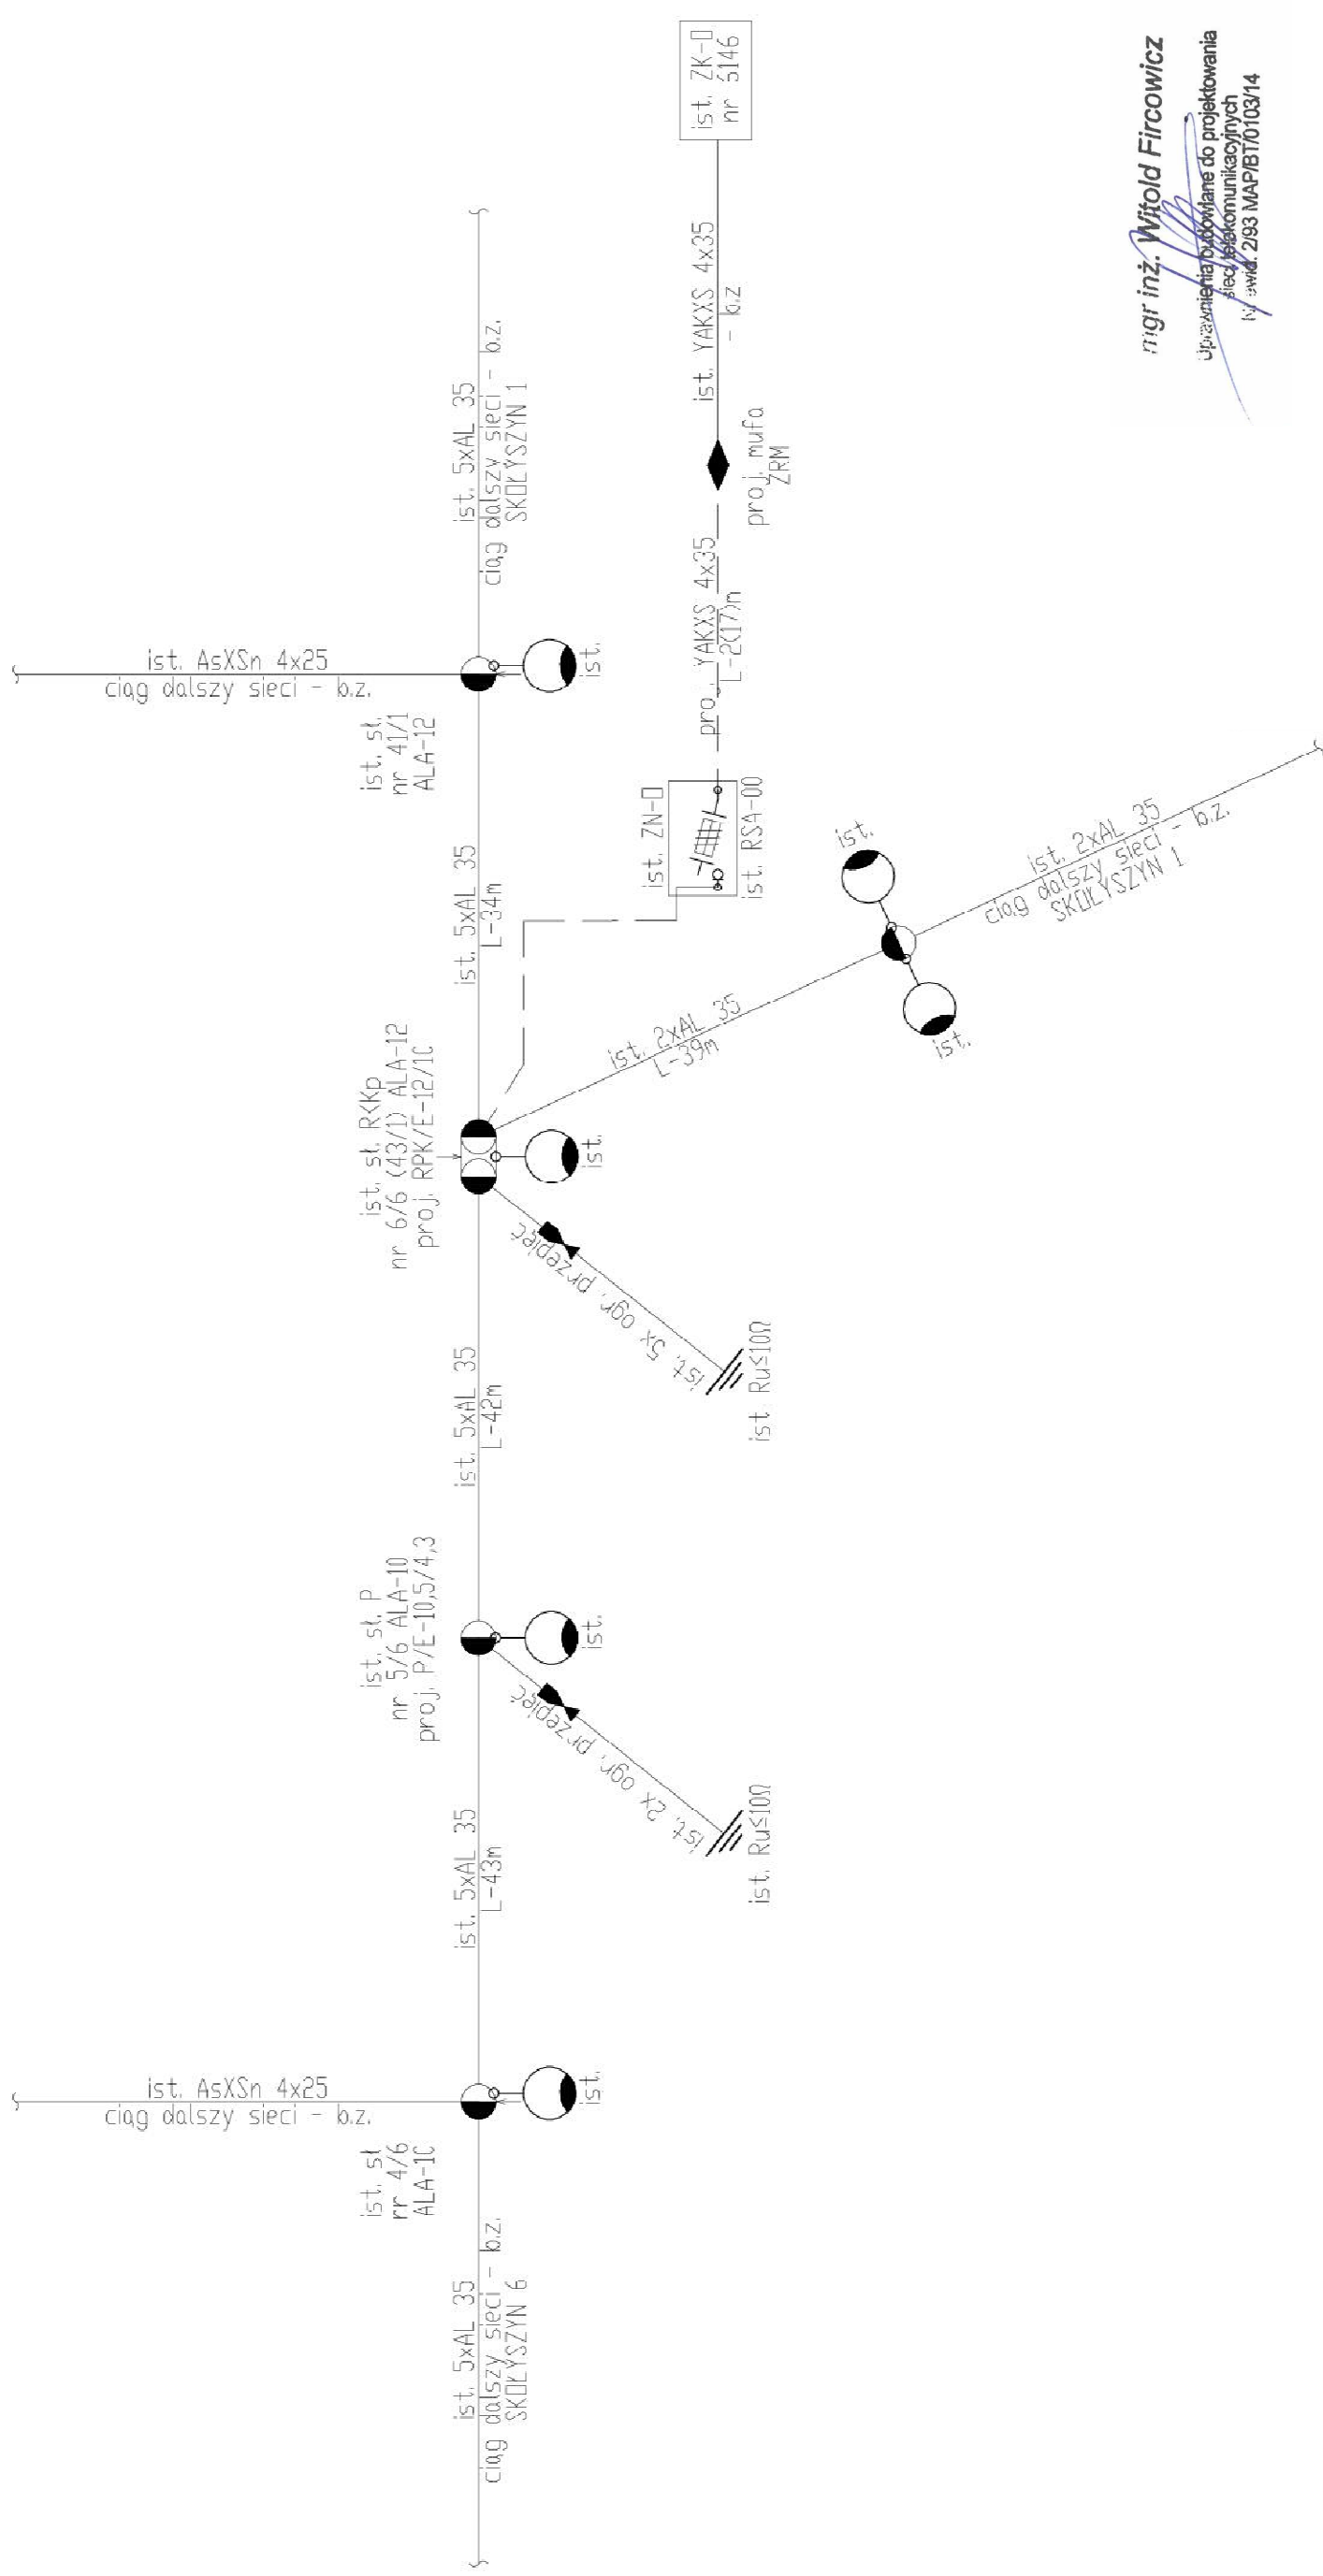 ist. AsXSn 4x25
ciąg dalszy sieci - b.z.
ist. sł.
nr 4/6
ALA-10
ist. 5xAL 35
ciąg dalszy sieci - b.z.
SKOŁYSZYN 6
ist.
ist. 5xAL 35
L-43m
ist. sł. P
nr 5/6 ALA-10
proj. P/E-10,5/4,3
ist.
ist. 2x ogr. przepięć
ist. Ru≤10Ω
ist. 5xAL 35
L-42m
ist. sł. RKKp
nr 6/6 (43/1) ALA-12
proj. RPK/E-12/10
ist.
ist. 5x ogr. przepięć
ist. Ru≤10Ω
ist. 5xAL 35
L-34m
ist. AsXSn 4x25
ciąg dalszy sieci - b.z.
ist. sł.
nr 41/1
ALA-12
ist.
ist. 5xAL 35
ciąg dalszy sieci - b.z.
SKOŁYSZYN 1
ist. ZN-0
ist. RSA-00
proj. YAKXS 4x35
L-2(17)m
proj. mufa
ZRM
ist. YAKXS 4x35
- b.z
ist. ZK-0
nr 6146
ist. 2xAL 35
L-39m
ist.
ist.
ist. 2xAL 35
ciąg dalszy sieci - b.z.
SKOŁYSZYN 1
mgr inż. Witold Fircowicz
Uprawnienia budowlane do projektowania
sieci telekomunikacyjnych
Nr ewid. 2/93 MAP/BT/0103/14